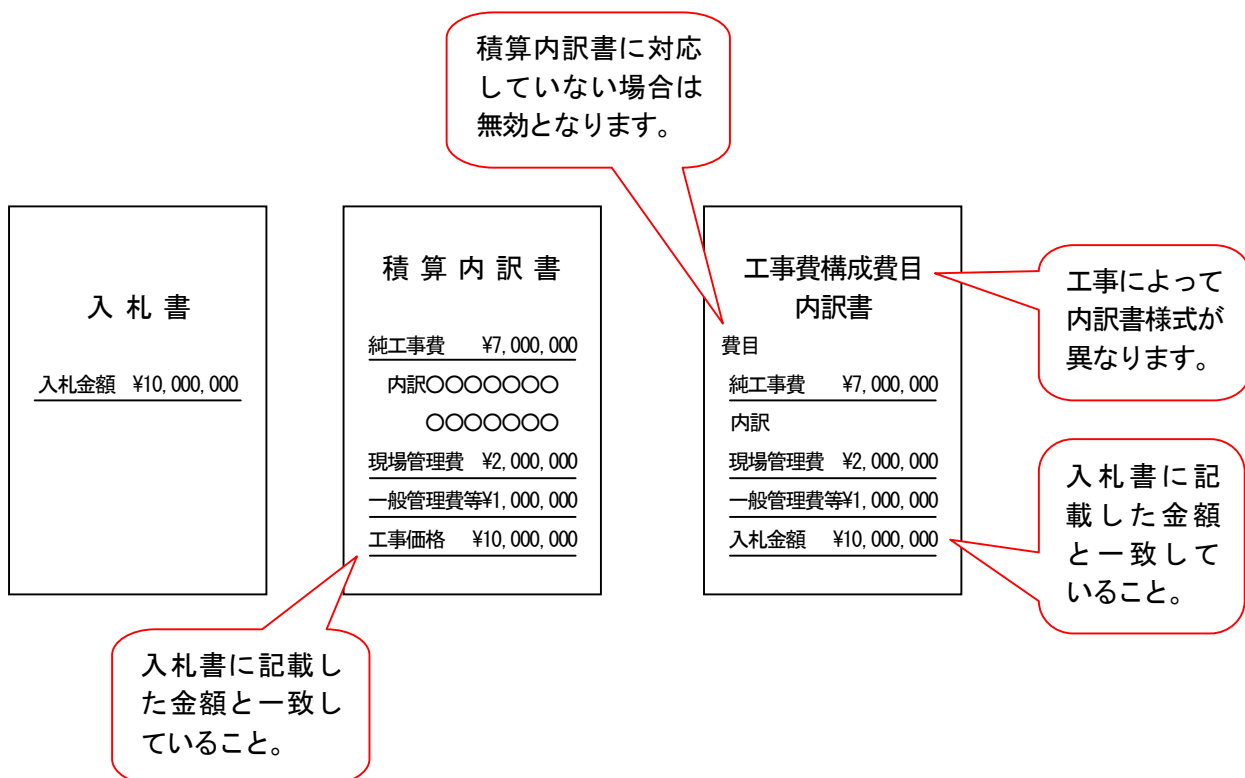 積算内訳書に対応
していない場合は
無効となります。
入 札 書
入札金額 ¥10,000,000
積 算 内 訳 書
純工事費 ¥7,000,000
内訳○○○○○○○
○○○○○○○
現場管理費 ¥2,000,000
一般管理費等¥1,000,000
工事価格 ¥10,000,000
工事費構成費目
内訳書
費目
純工事費 ¥7,000,000
内訳
現場管理費 ¥2,000,000
一般管理費等¥1,000,000
入札金額 ¥10,000,000
工事によって
内訳書様式が
異なります。
入札書に記
載した金額
と一致して
いること。
入札書に記載し
た金額と一致し
ていること。